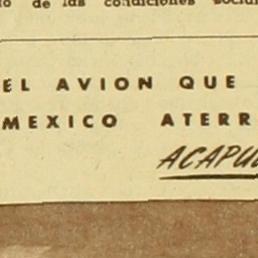 de las condiciones
EL AVION QUE
MEXICO ATERR
ACAPU